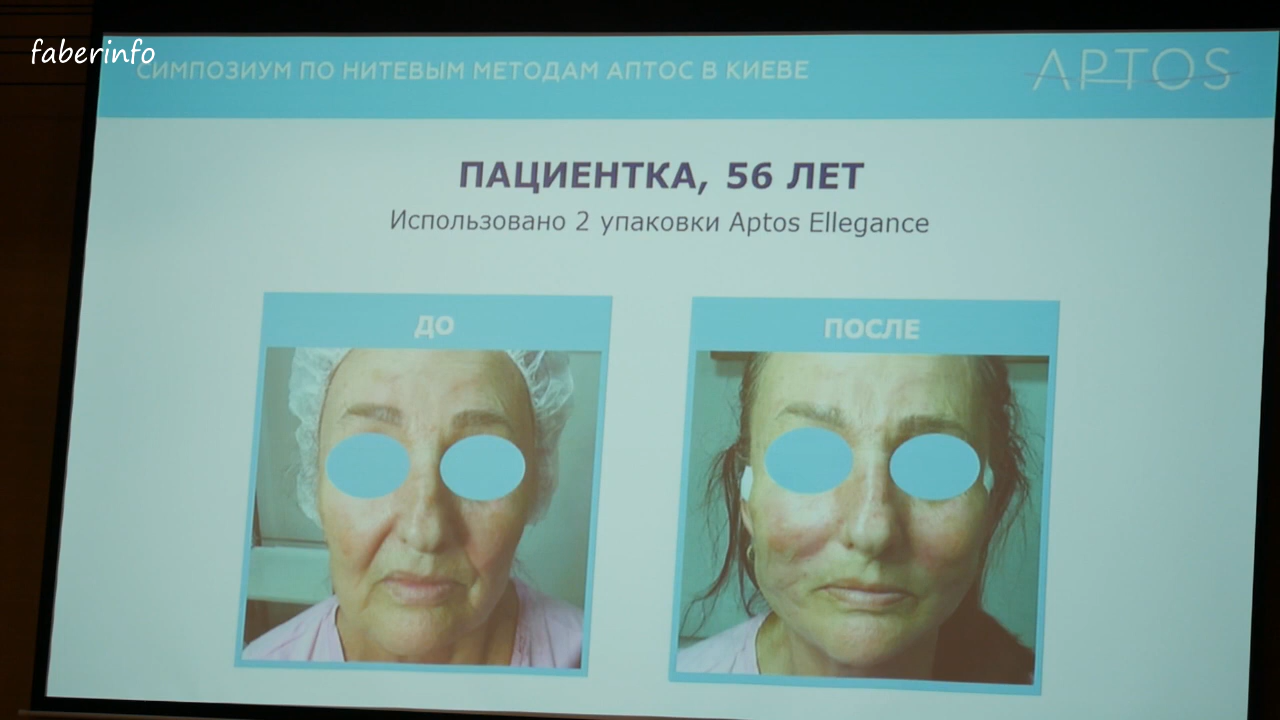 faberinfo
СИМПОЗИУМ ПО НИТЕВЫМ МЕТОДАМ АПТОС В КИЕВЕ
APTOS
ПАЦИЕНТКА, 56 ЛЕТ
Использовано 2 упаковки Aptos Ellegance
ДО
ПОСЛЕ